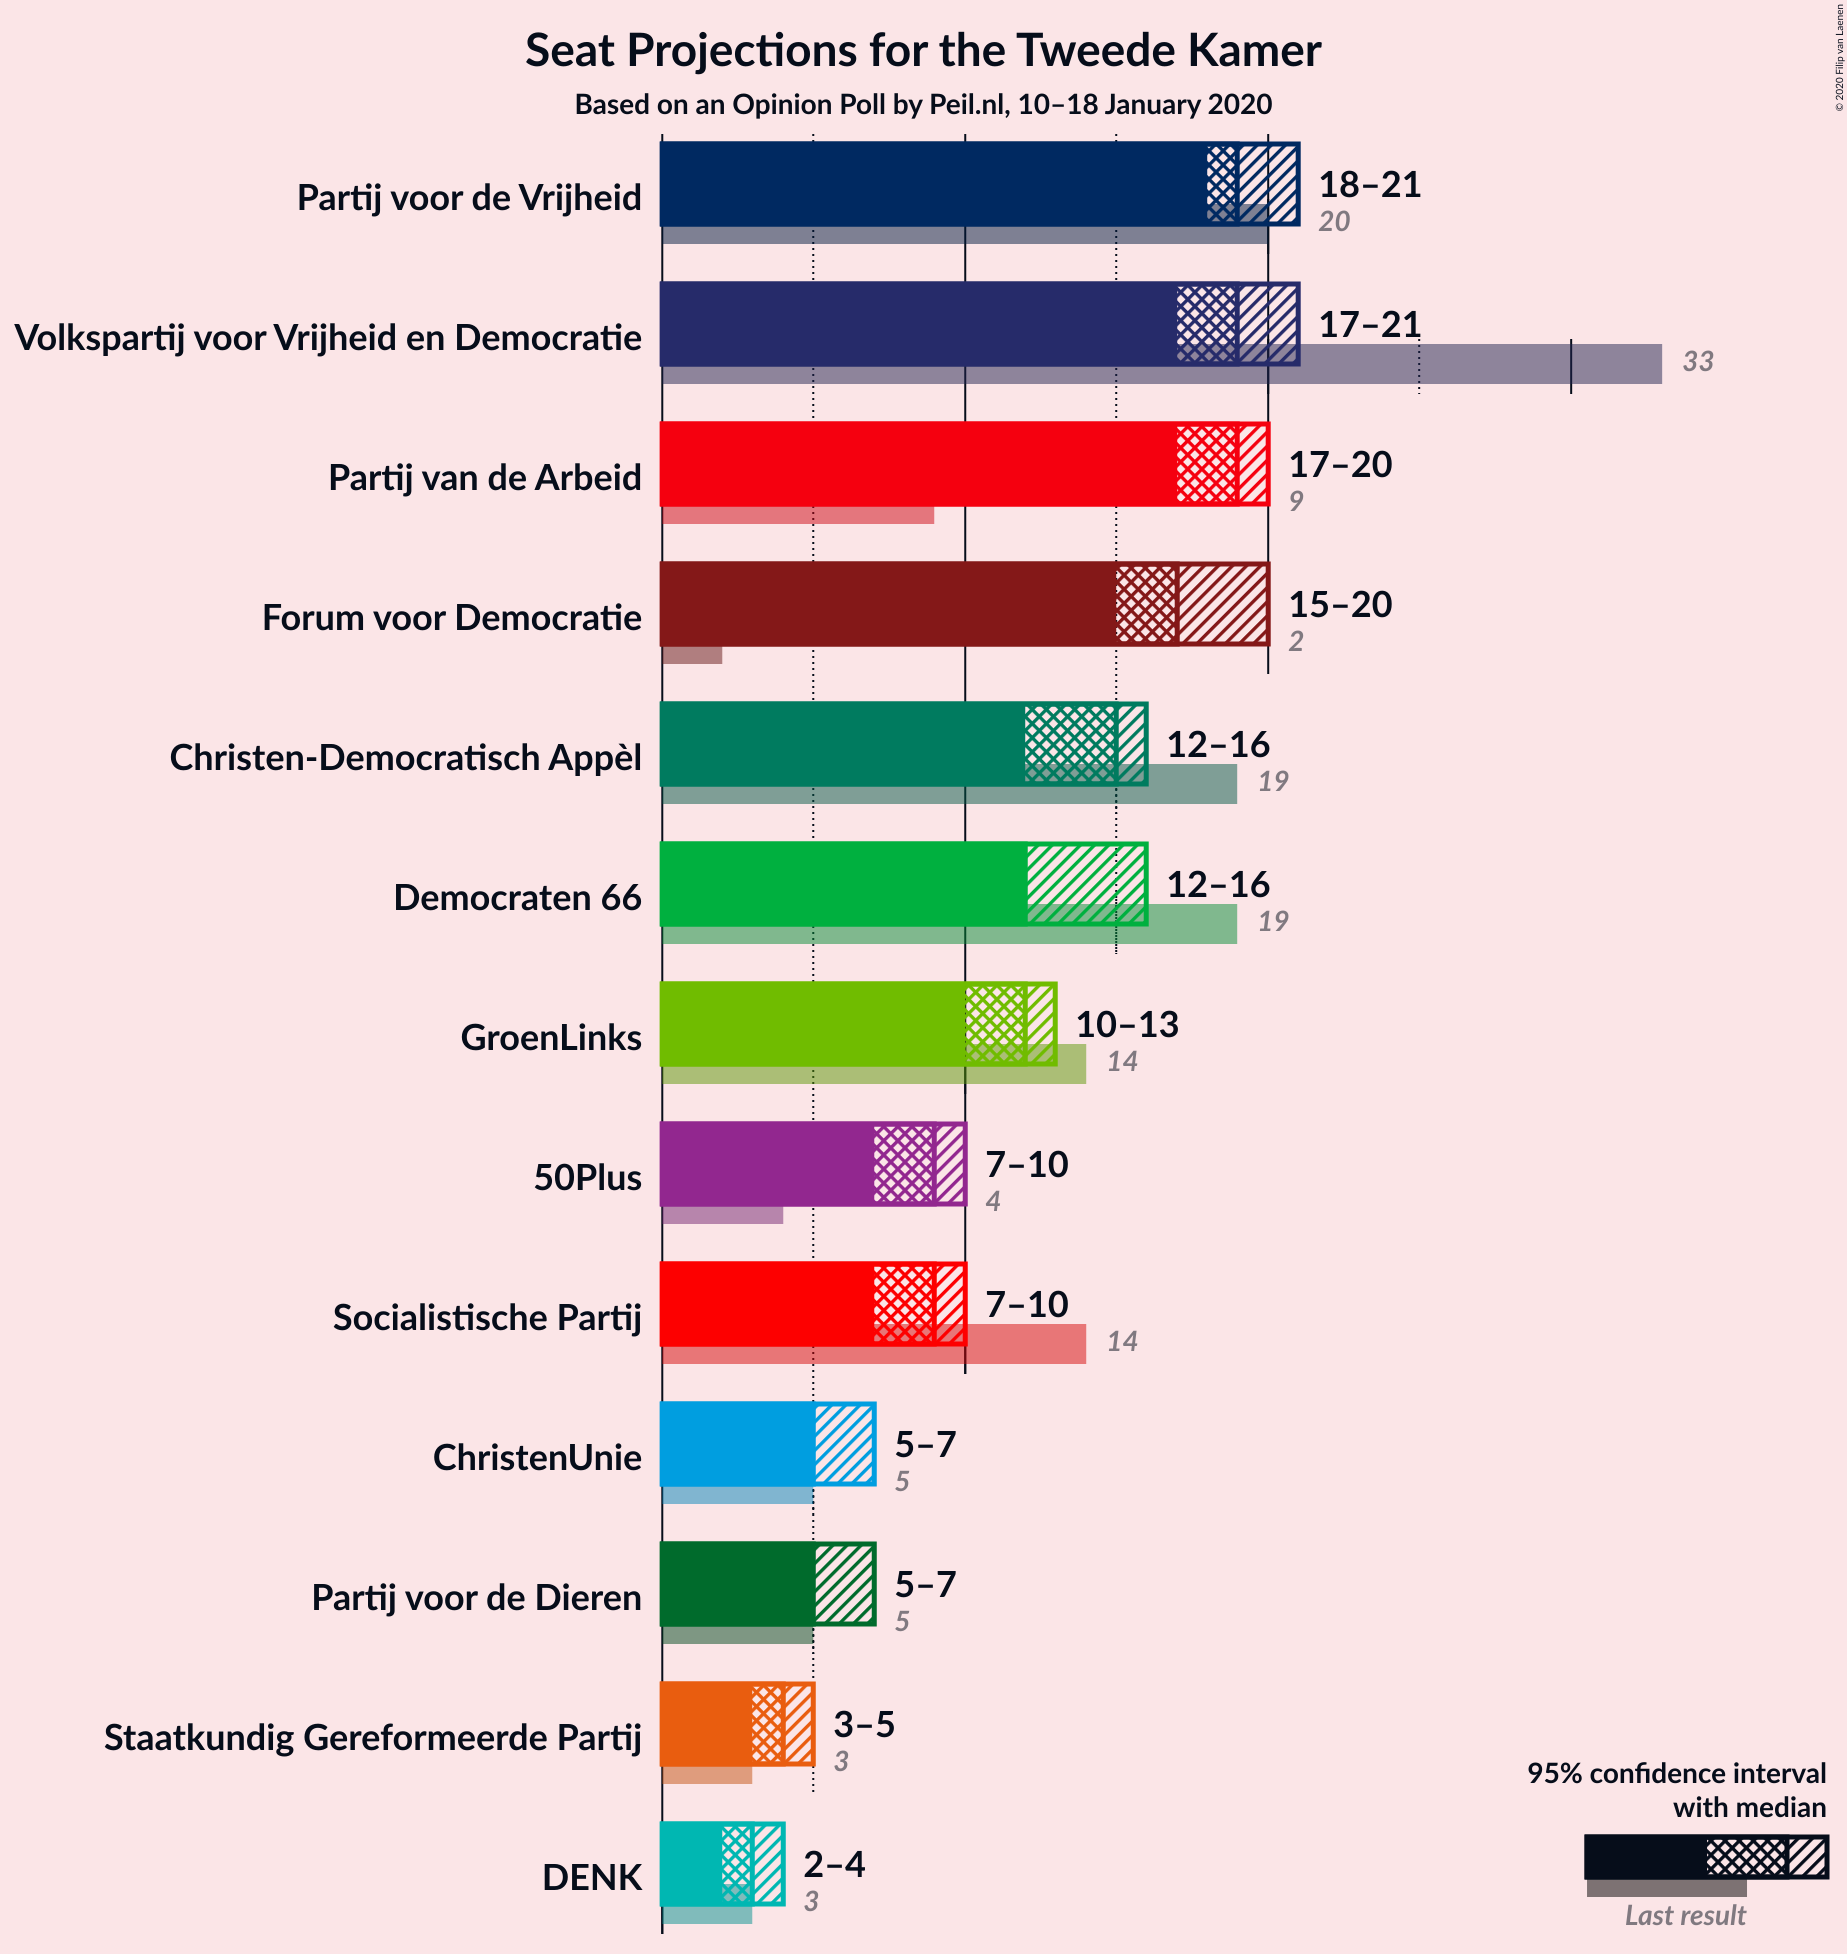 Seat Projections for the Tweede Kamer
Based on an Opinion Poll by Peil.nl, 10–18 January 2020
© 2020 Filip van Laenen
Partij voor de Vrijheid
18–21
20
Volkspartij voor Vrijheid en Democratie
17–21
33
Partij van de Arbeid
17–20
9
Forum voor Democratie
15–20
2
Christen-Democratisch Appèl
12–16
19
Democraten 66
12–16
19
GroenLinks
10–13
14
50Plus
7–10
4
Socialistische Partij
7–10
14
ChristenUnie
5–7
5
Partij voor de Dieren
5–7
5
Staatkundig Gereformeerde Partij
3–5
3
DENK
2–4
3
95% confidence interval
with median
Last result